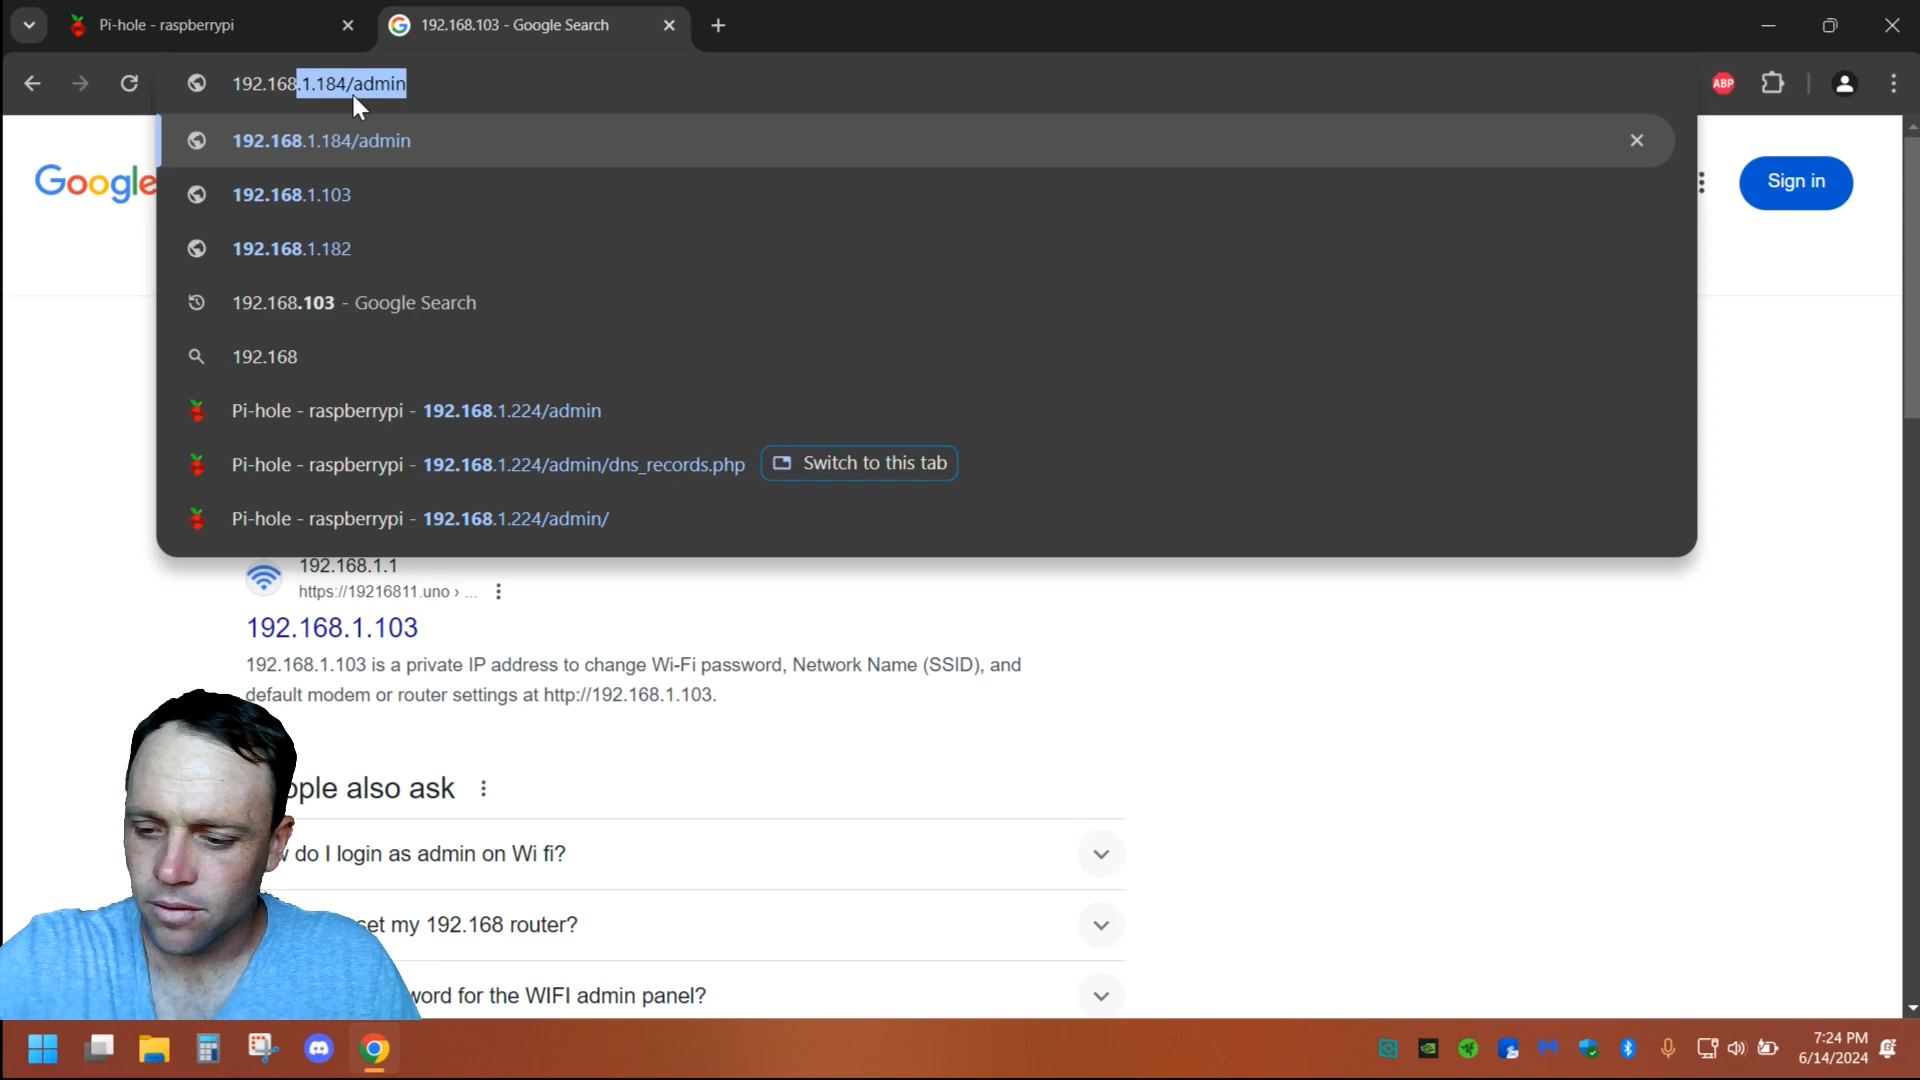 Pi-hole - raspberrypi
192.168.103 - Google Search
192.168.1.184/admin
ABP
192.168.1.184/admin
Google
Sign in
192.168.1.103
192.168.1.182
192.168.103 - Google Search
192.168
Pi-hole - raspberrypi - 192.168.1.224/admin
Pi-hole - raspberrypi - 192.168.1.224/admin/dns_records.php Switch to this tab
Pi-hole - raspberrypi - 192.168.1.224/admin/
192.168.1.1
https://19216811.uno › ...
192.168.1.103
192.168.1.103 is a private IP address to change Wi-Fi password, Network Name (SSID), and
default modem or router settings at http://192.168.1.103.
also ask
do I login as admin on Wi fi?
my 192.168 router?
for the WIFI admin panel?
7:24 PM
6/14/2024